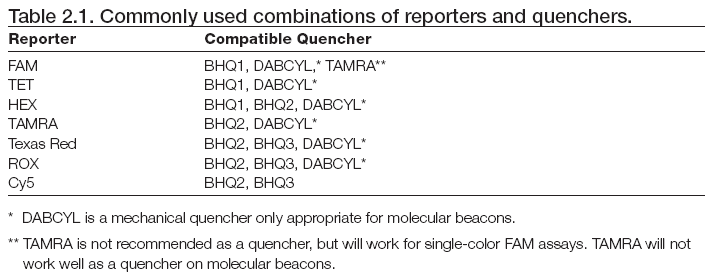 Table 2.1. Commonly used combinations of reporters and quenchers.
Reporter Compatible Quencher
FAM BHQ1, DABCYL,* TAMRA**
TET BHQ1, DABCYL*
HEX BHQ1, BHQ2, DABCYL*
TAMRA BHQ2, DABCYL*
Texas Red BHQ2, BHQ3, DABCYL*
ROX BHQ2, BHQ3, DABCYL*
Cy5 BHQ2, BHQ3
* DABCYL is a mechanical quencher only appropriate for molecular beacons.
** TAMRA is not recommended as a quencher, but will work for single-color FAM assays. TAMRA will not
work well as a quencher on molecular beacons.